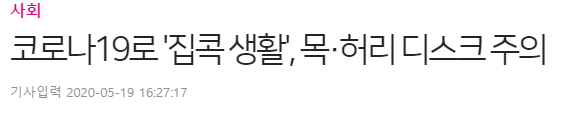 사회
코로나19로 '집콕 생활', 목·허리 디스크 주의
기사입력 2020-05-19 16:27:17